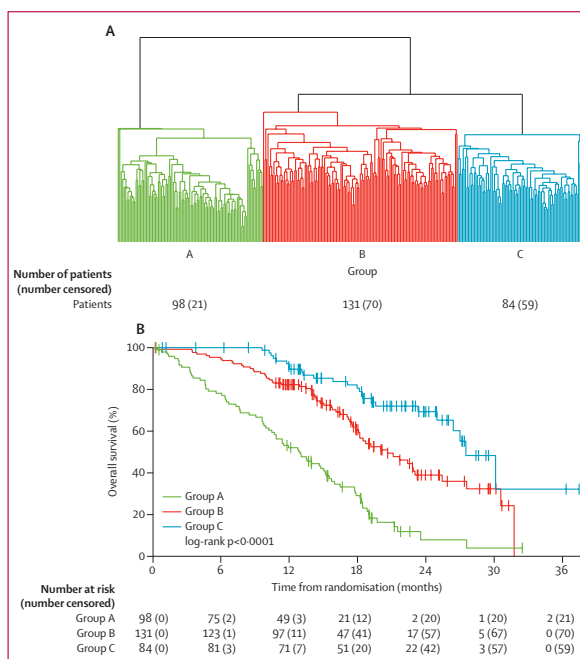 A
A B C
Group
Number of patients
(number censored)
Patients 98 (21) 131 (70) 84 (59)
B
100
80
60
40
20
0
Overall survival (%)
Group A
Group B
Group C
log-rank p<0·0001
0 6 12 18 24 30 36
Time from randomisation (months)
Number at risk
(number censored)
Group A 98 (0) 75 (2) 49 (3) 21 (12) 2 (20) 1 (20) 2 (21)
Group B 131 (0) 123 (1) 97 (11) 47 (41) 17 (57) 5 (67) 0 (70)
Group C 84 (0) 81 (3) 71 (7) 51 (20) 22 (42) 3 (57) 0 (59)